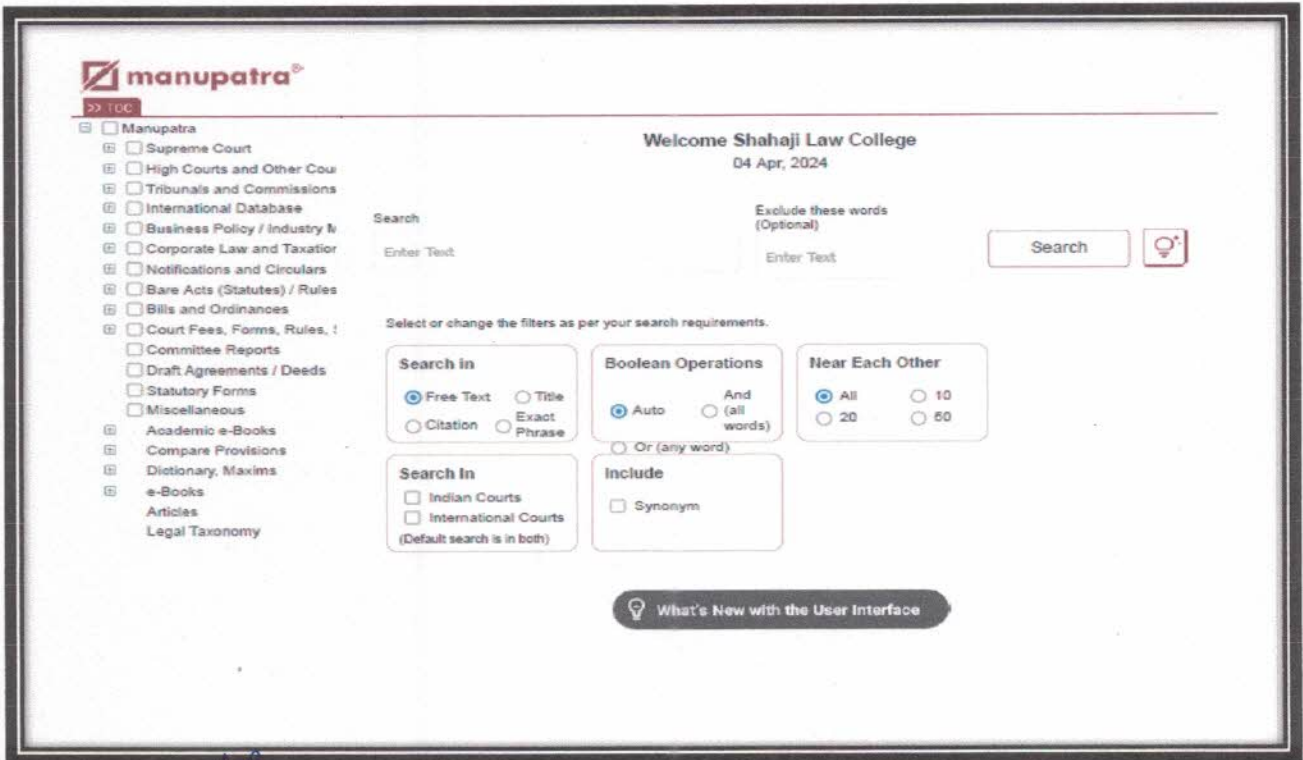 manupatra®
>> TOC
Manupatra
Supreme Court
High Courts and Other Cour
Tribunals and Commissions
International Database
Business Policy / Industry M
Corporate Law and Taxation
Notifications and Circulars
Bare Acts (Statutes) / Rules
Bills and Ordinances
Court Fees, Forms, Rules, S
Committee Reports
Draft Agreements / Deeds
Statutory Forms
Miscellaneous
Academic e-Books
Compare Provisions
Dictionary, Maxims
e-Books
Articles
Legal Taxonomy
Welcome Shahaji Law College
04 Apr, 2024
Search
Enter Text
Exclude these words
(Optional)
Enter Text
Search
Select or change the filters as per your search requirements.
Search in
Free Text
Title
Citation
Exact
Phrase
Boolean Operations
Auto
And
(all
words)
Or (any word)
Near Each Other
All
10
20
50
Search In
Indian Courts
International Courts
(Default search is in both)
Include
Synonym
What's New with the User Interface